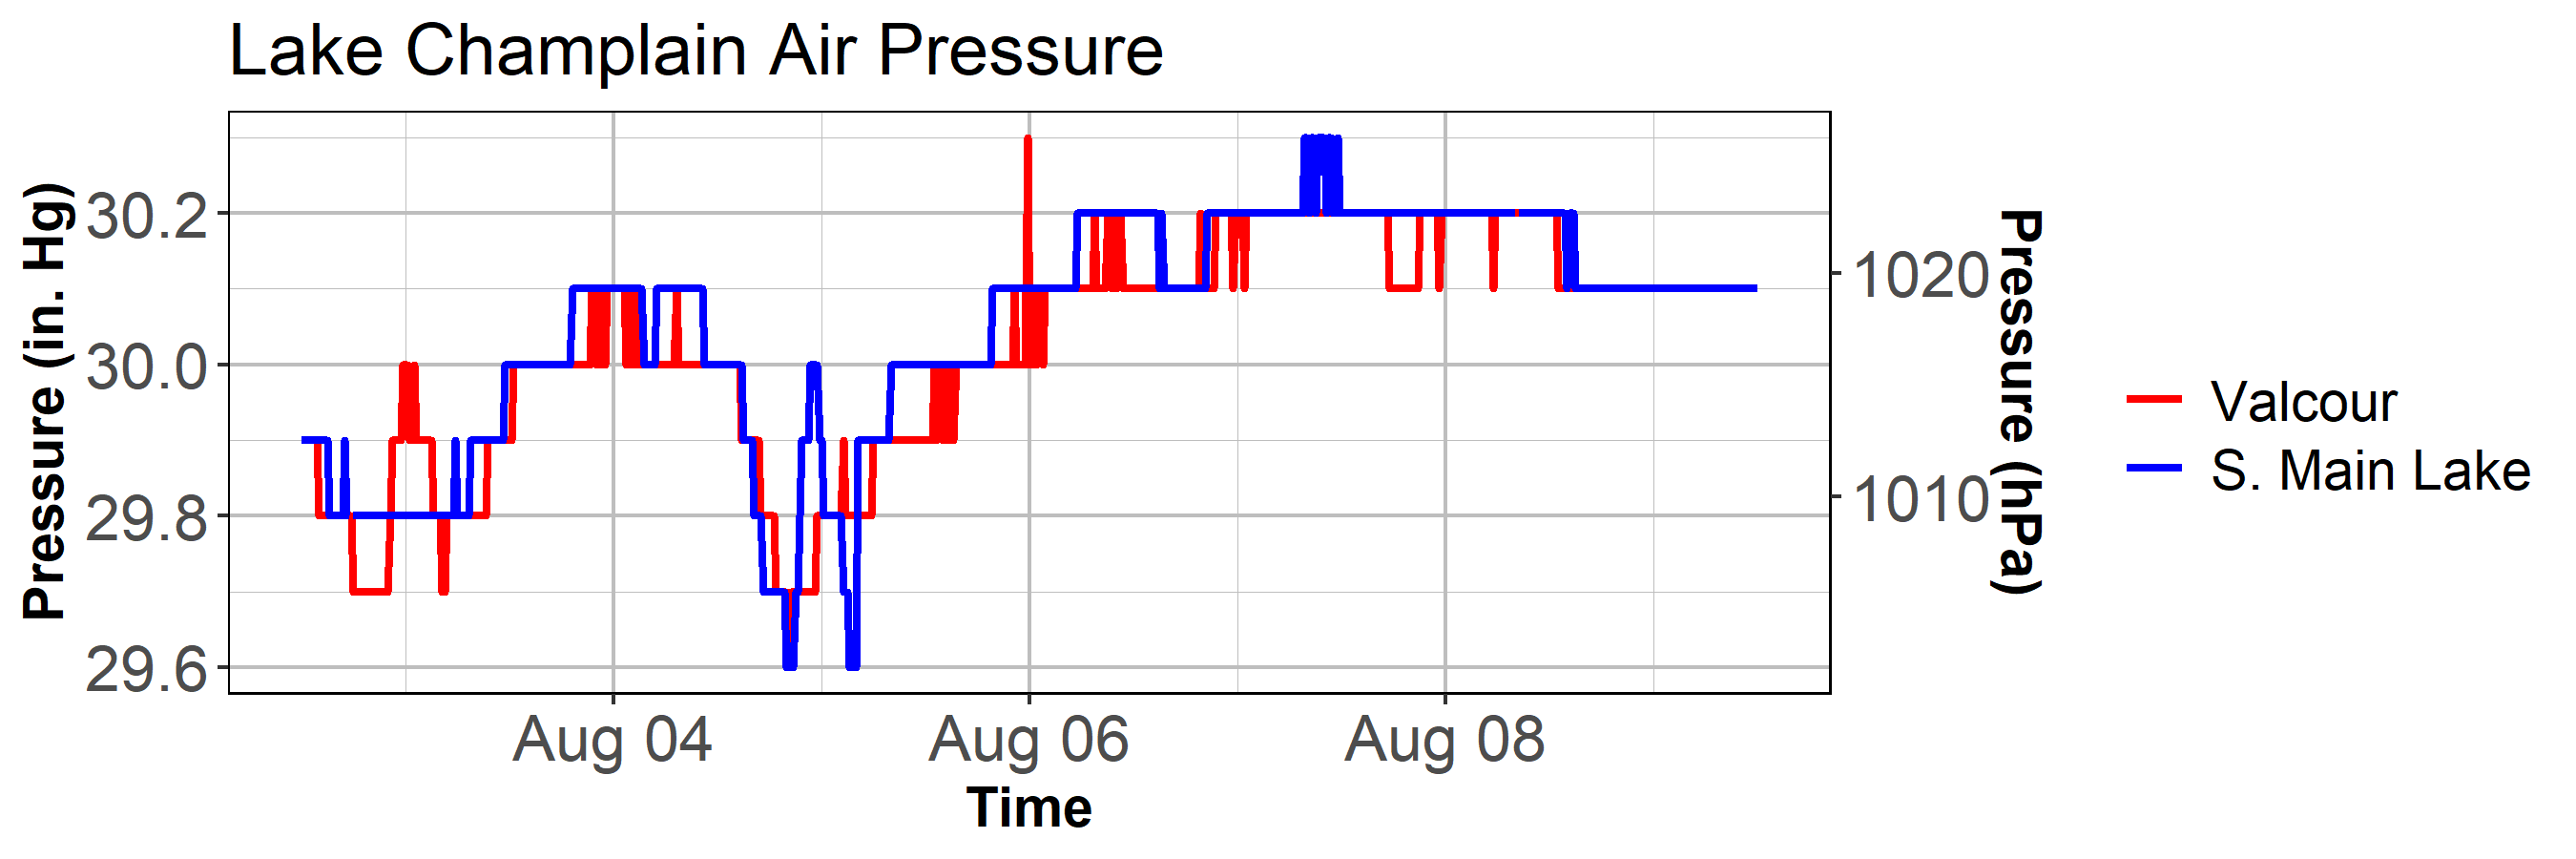 Lake Champlain Air Pressure
Pressure (in. Hg)
30.2
30.0
29.8
29.6
Aug 04
Aug 06
Aug 08
Time
1020
1010
Pressure (hPa)
Valcour
S. Main Lake